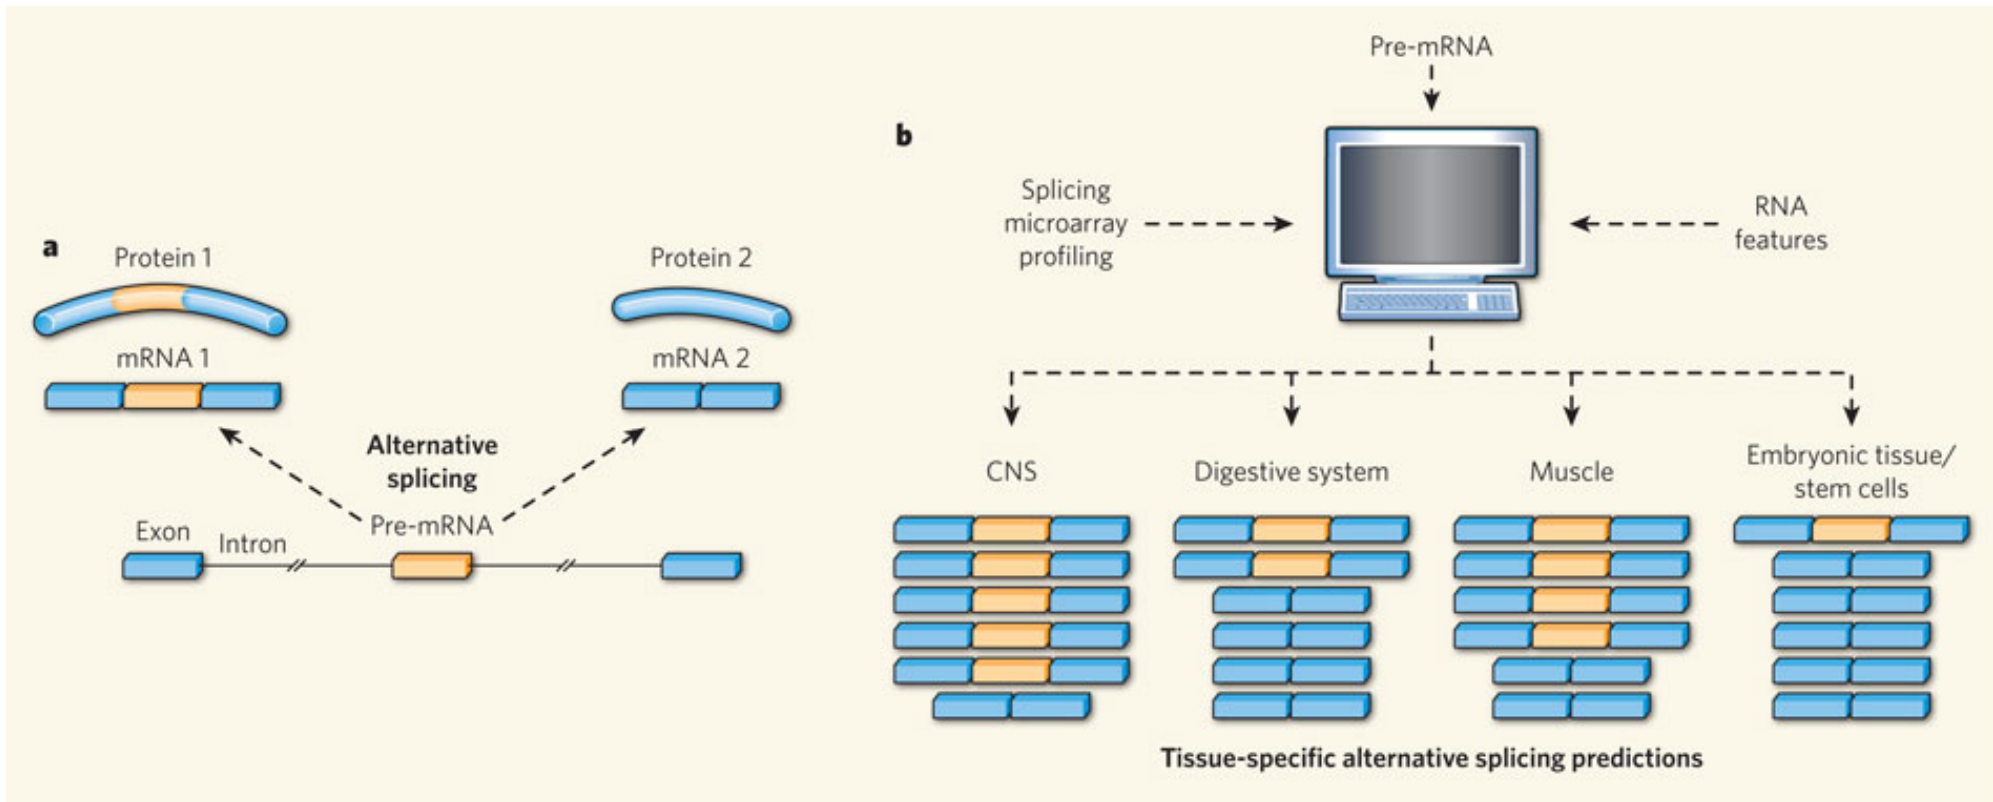 a
Protein 1
Protein 2
mRNA 1
mRNA 2
Alternative
splicing
Pre-mRNA
Exon
Intron
b
Pre-mRNA
Splicing
microarray
profiling
RNA
features
CNS
Digestive system
Muscle
Embryonic tissue/
stem cells
Tissue-specific alternative splicing predictions